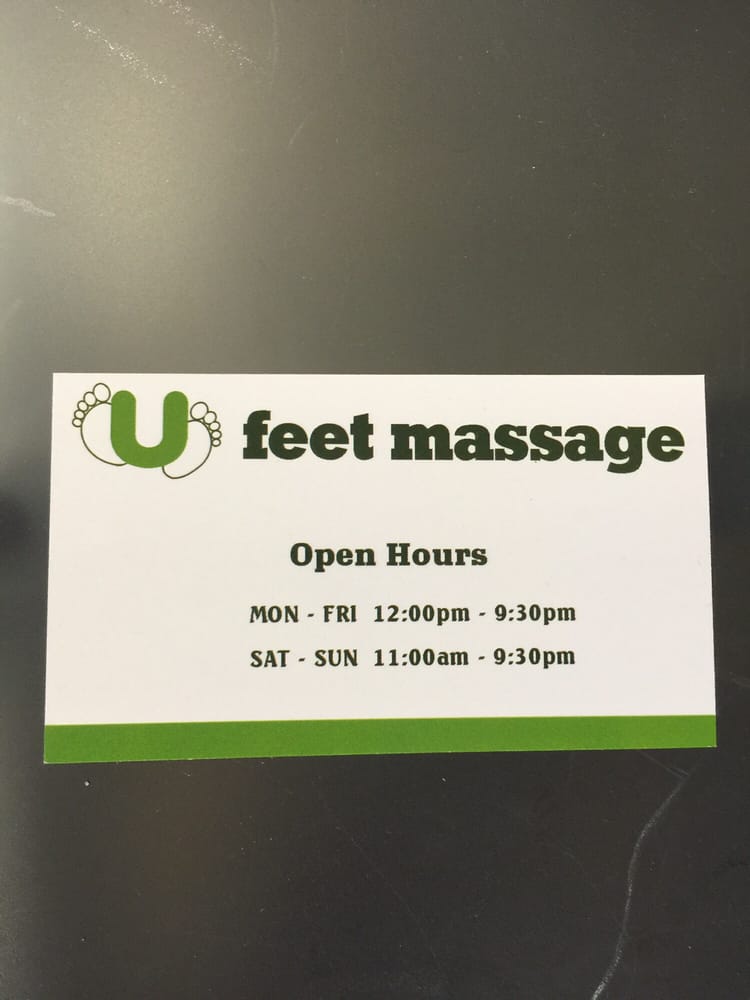 U feet massage
Open Hours
MON - FRI 12:00pm - 9:30pm
SAT - SUN 11:00am - 9:30pm